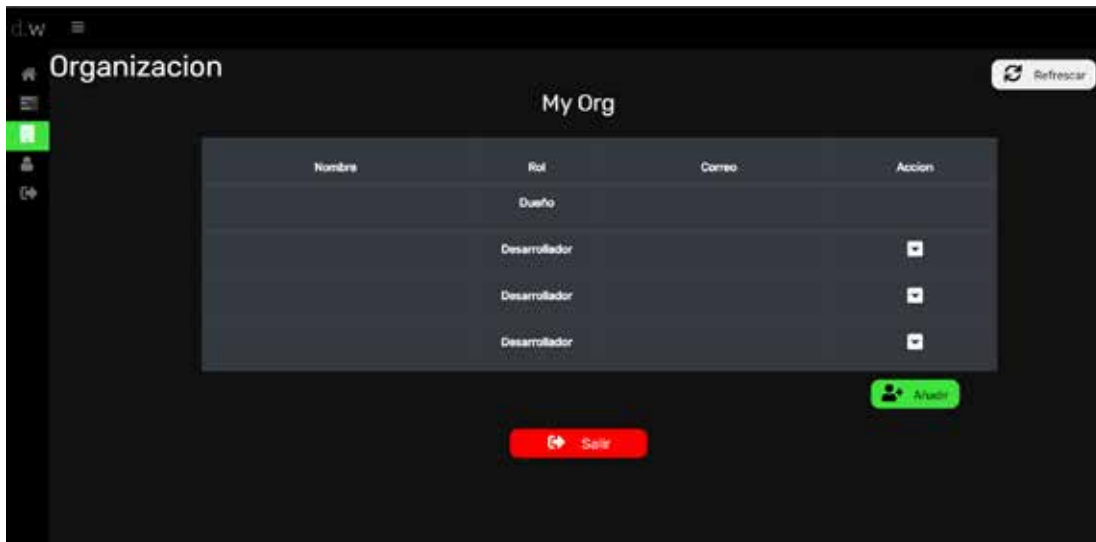 d.w
Organizacion
Refrescar
My Org
Nombre Rol Correo Accion
Dueño
Desarrollador
Desarrollador
Desarrollador
Añadir
Salir